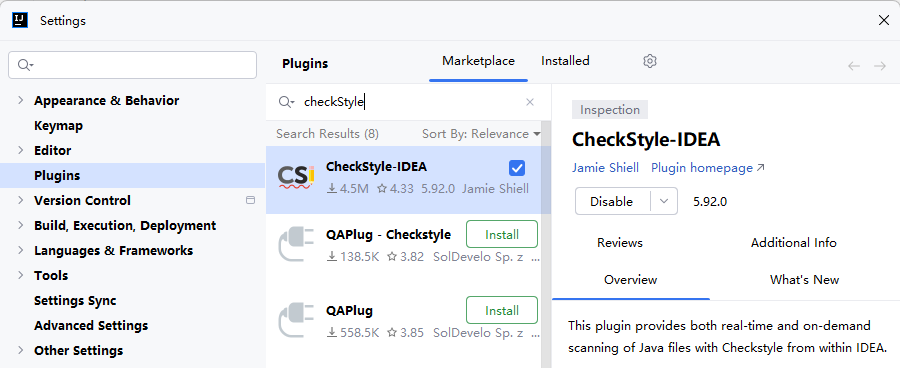 Settings
Appearance & Behavior
Keymap
Editor
Plugins
Version Control
Build, Execution, Deployment
Languages & Frameworks
Tools
Settings Sync
Advanced Settings
Other Settings
Plugins Marketplace Installed
checkStyle
Search Results (8) Sort By: Relevance
CS
CheckStyle-IDEA
4.5M 4.33 5.92.0 Jamie Shiell
QAPlug - Checkstyle Install
138.5K 3.82 SolDevelo Sp. z ...
QAPlug Install
558.5K 3.85 SolDevelo Sp. z ...
Inspection
CheckStyle-IDEA
Jamie Shiell Plugin homepage
Disable 5.92.0
Reviews Additional Info
Overview What's New
This plugin provides both real-time and on-demand
scanning of Java files with Checkstyle from within IDEA.